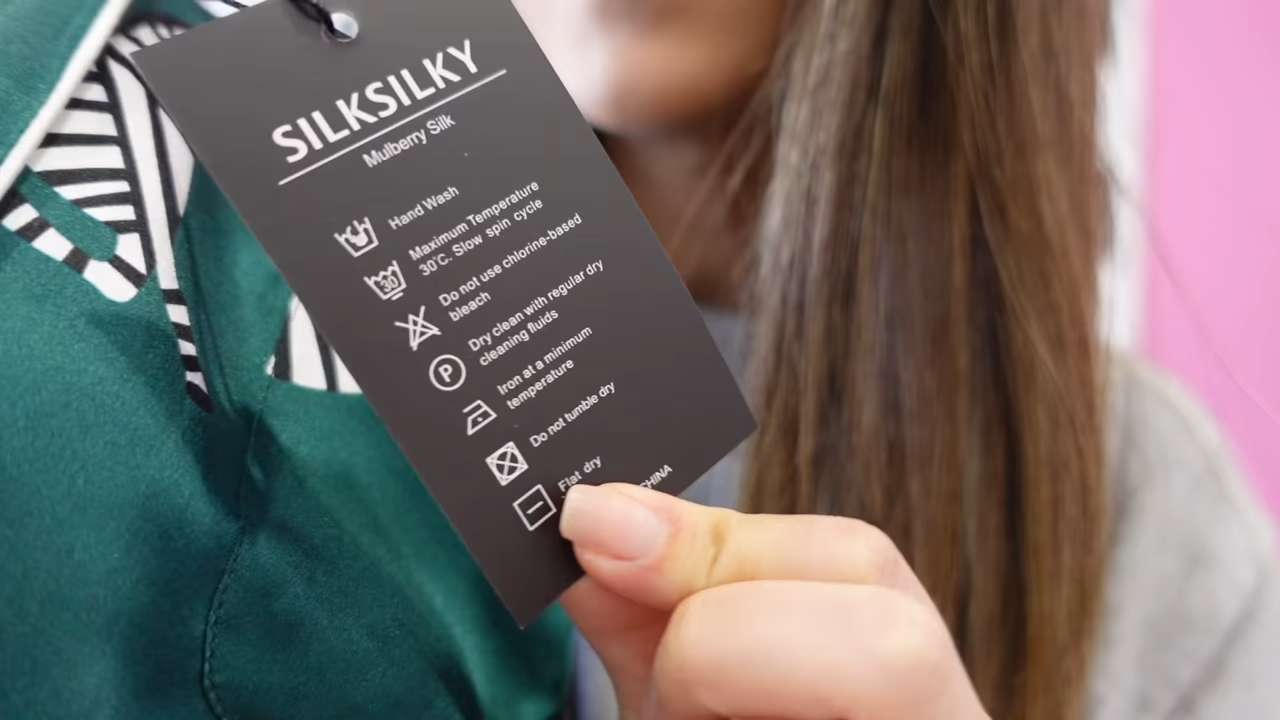 SILKSILKY
Mulberry Silk
Hand Wash
30
Maximum Temperature
30°C. Slow spin cycle
Do not use chlorine-based
bleach
P
Dry clean with regular dry
cleaning fluids
Iron at a minimum
temperature
Do not tumble dry
Flat dry
CHINA